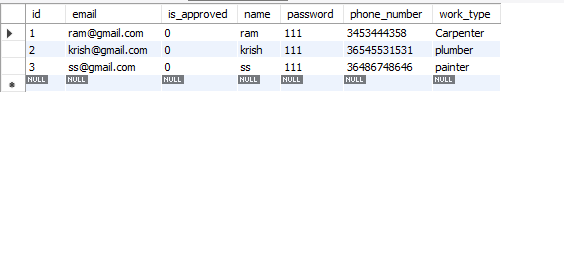 id email is_approved name password phone_number work_type
1 ram@gmail.com 0 ram 111 3453444358 Carpenter
2 krish@gmail.com 0 krish 111 36545531531 plumber
3 ss@gmail.com 0 ss 111 36486748646 painter
NULL NULL NULL NULL NULL NULL NULL